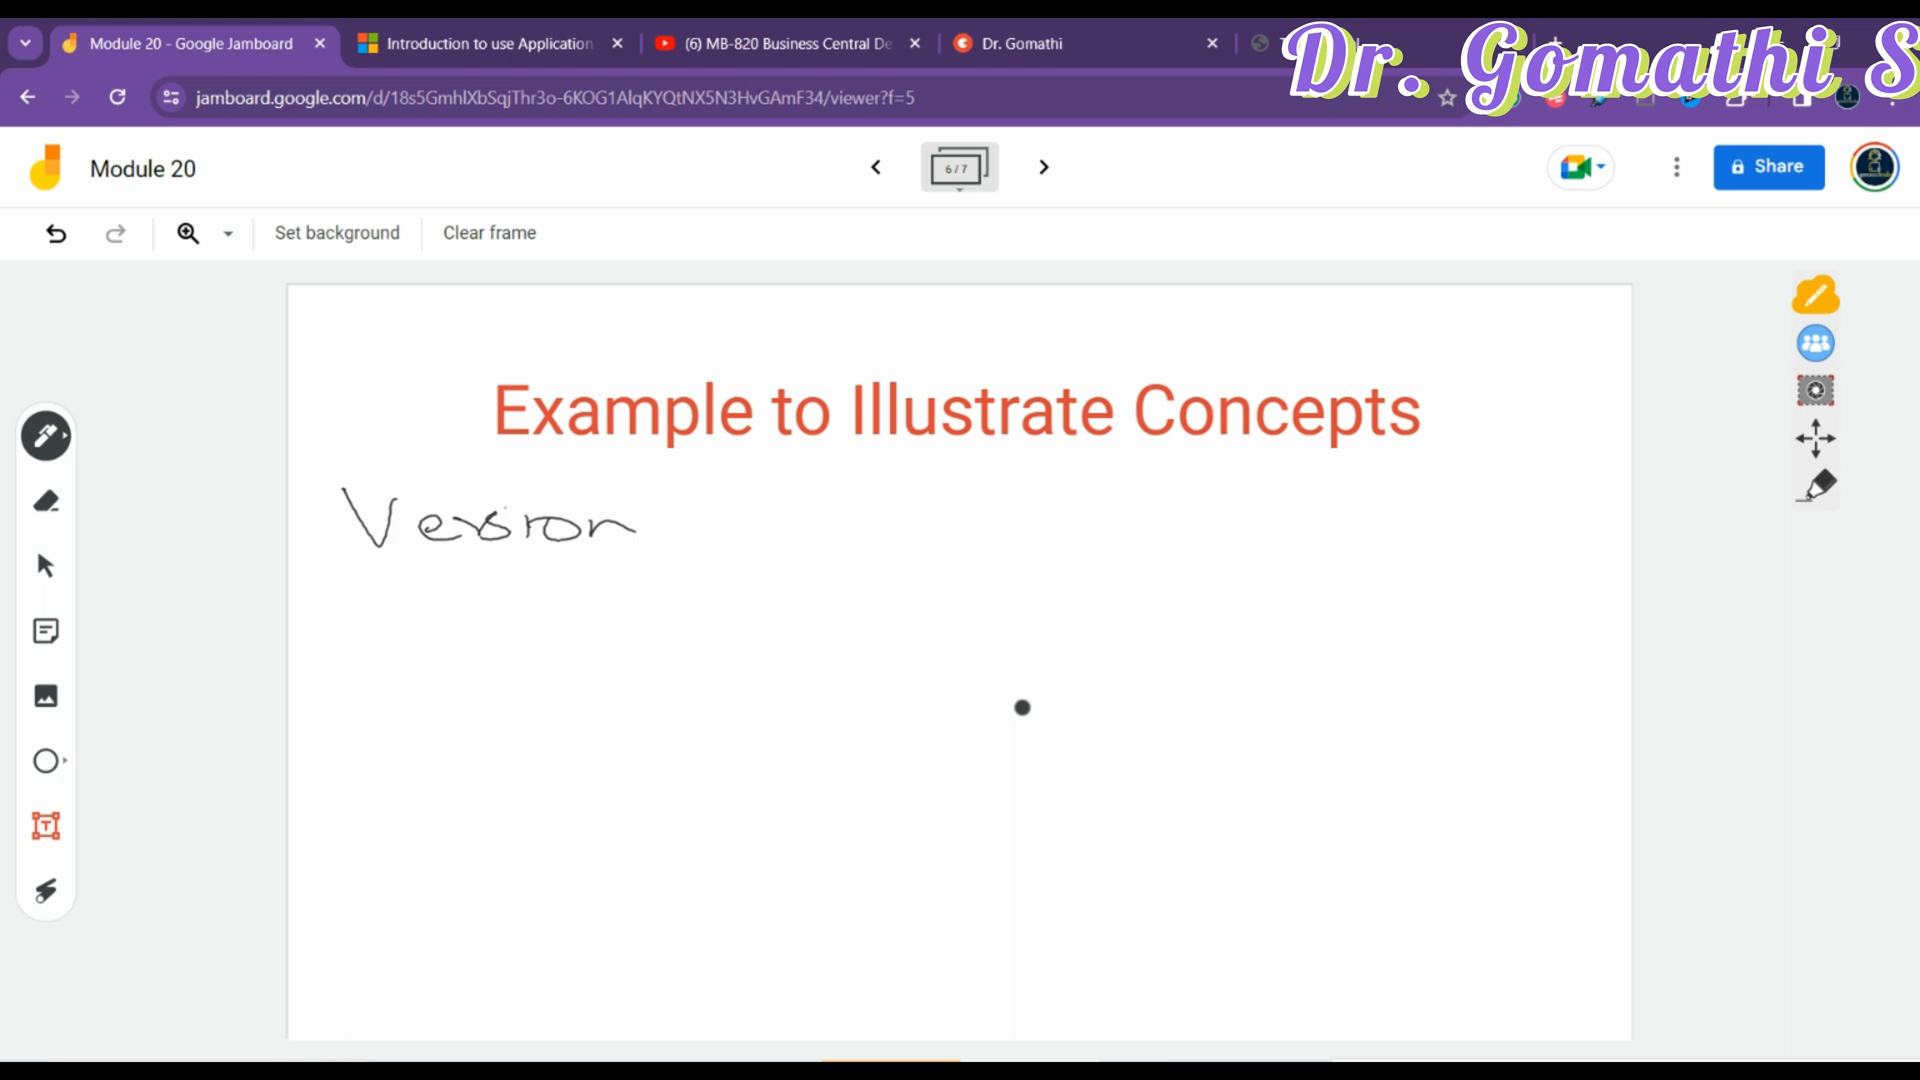 Module 20 - Google Jamboard
Introduction to use Application
(6) MB-820 Business Central De
Dr. Gomathi
Dr. Gomathi S
jamboard.google.com/d/18s5GmhlXbSqjThr3o-6KOG1AlqKYQtNX5N3HvGAmF34/viewer?f=5
Module 20
6 / 7
Share
Set background
Clear frame
Example to Illustrate Concepts
Version